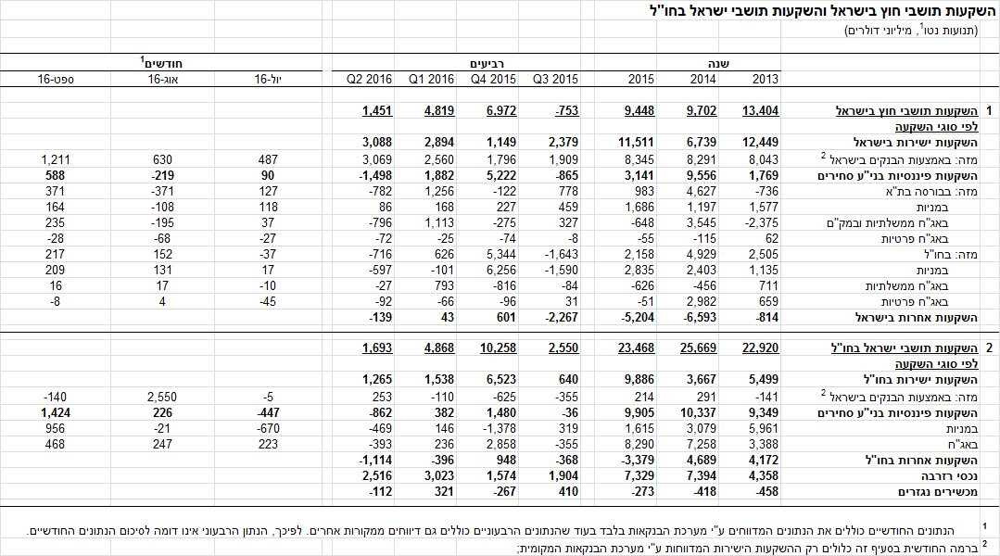 השקעות תושבי חוץ בישראל והשקעות תושבי ישראל בחו"ל
(תנועות נטו1, מיליוני דולרים)
שנה רביעים חודשים1
2013 2014 2015 Q3 2015 Q4 2015 Q1 2016 Q2 2016 יול-16 אוג-16 ספט-16
1 השקעות תושבי חוץ בישראל 13,404 9,702 9,448 -753 6,972 4,819 1,451
לפי סוגי השקעה
השקעות ישירות בישראל 12,449 6,739 11,511 2,379 1,149 2,894 3,088
מזה: באמצעות הבנקים בישראל 2 8,043 8,291 8,345 1,909 1,796 2,560 3,069 487 630 1,211
השקעות פיננסיות בני"ע סחירים 1,769 9,556 3,141 -865 5,222 1,882 -1,498 90 -219 588
מזה: בבורסה בת"א -736 4,627 983 778 -122 1,256 -782 127 -371 371
במניות 1,577 1,197 1,686 459 227 168 86 118 -108 164
באג"ח ממשלתיות ובמק"ם -2,375 3,545 -648 327 -275 1,113 -796 37 -195 235
באג"ח פרטיות 62 -115 -55 -8 -74 -25 -72 -27 -68 -28
מזה: בחו"ל 2,505 4,929 2,158 -1,643 5,344 626 -716 -37 152 217
במניות 1,135 2,403 2,835 -1,590 6,256 -101 -597 17 131 209
באג"ח ממשלתיות 711 -456 -626 -84 -816 793 -27 -10 17 16
באג"ח פרטיות 659 2,982 -51 31 -96 -66 -92 -45 4 -8
השקעות אחרות בישראל -814 -6,593 -5,204 -2,267 601 43 -139
2 השקעות תושבי ישראל בחו"ל 22,920 25,669 23,468 2,550 10,258 4,868 1,693
לפי סוגי השקעה
השקעות ישירות בחו"ל 5,499 3,667 9,886 640 6,523 1,538 1,265
מזה: באמצעות הבנקים בישראל 2 -141 291 214 -355 -625 -110 253 -5 2,550 -140
השקעות פיננסיות בני"ע סחירים 9,349 10,337 9,905 -36 1,480 382 -862 -447 226 1,424
במניות 5,961 3,079 1,615 319 -1,378 146 -469 -670 -21 956
באג"ח 3,388 7,258 8,290 -355 2,858 236 -393 223 247 468
השקעות אחרות בחו"ל 4,172 4,689 -3,379 -368 948 -396 -1,114
נכסי רזרבה 4,358 7,394 7,329 1,904 1,574 3,023 2,516
מכשירים נגזרים -458 -418 -273 410 -267 321 -112
1 הנתונים החודשיים כוללים את הנתונים המדווחים ע"י מערכת הבנקאות בלבד בעוד שהנתונים הרבעוניים כוללים גם דיווחים ממקורות אחרים. לפיכך, הנתון הרבעוני אינו דומה לסיכום הנתונים החודשיים.
2 ברמה החודשית בסעיף זה כלולים רק ההשקעות הישירות המדווחות ע"י מערכת הבנקאות המקומית;